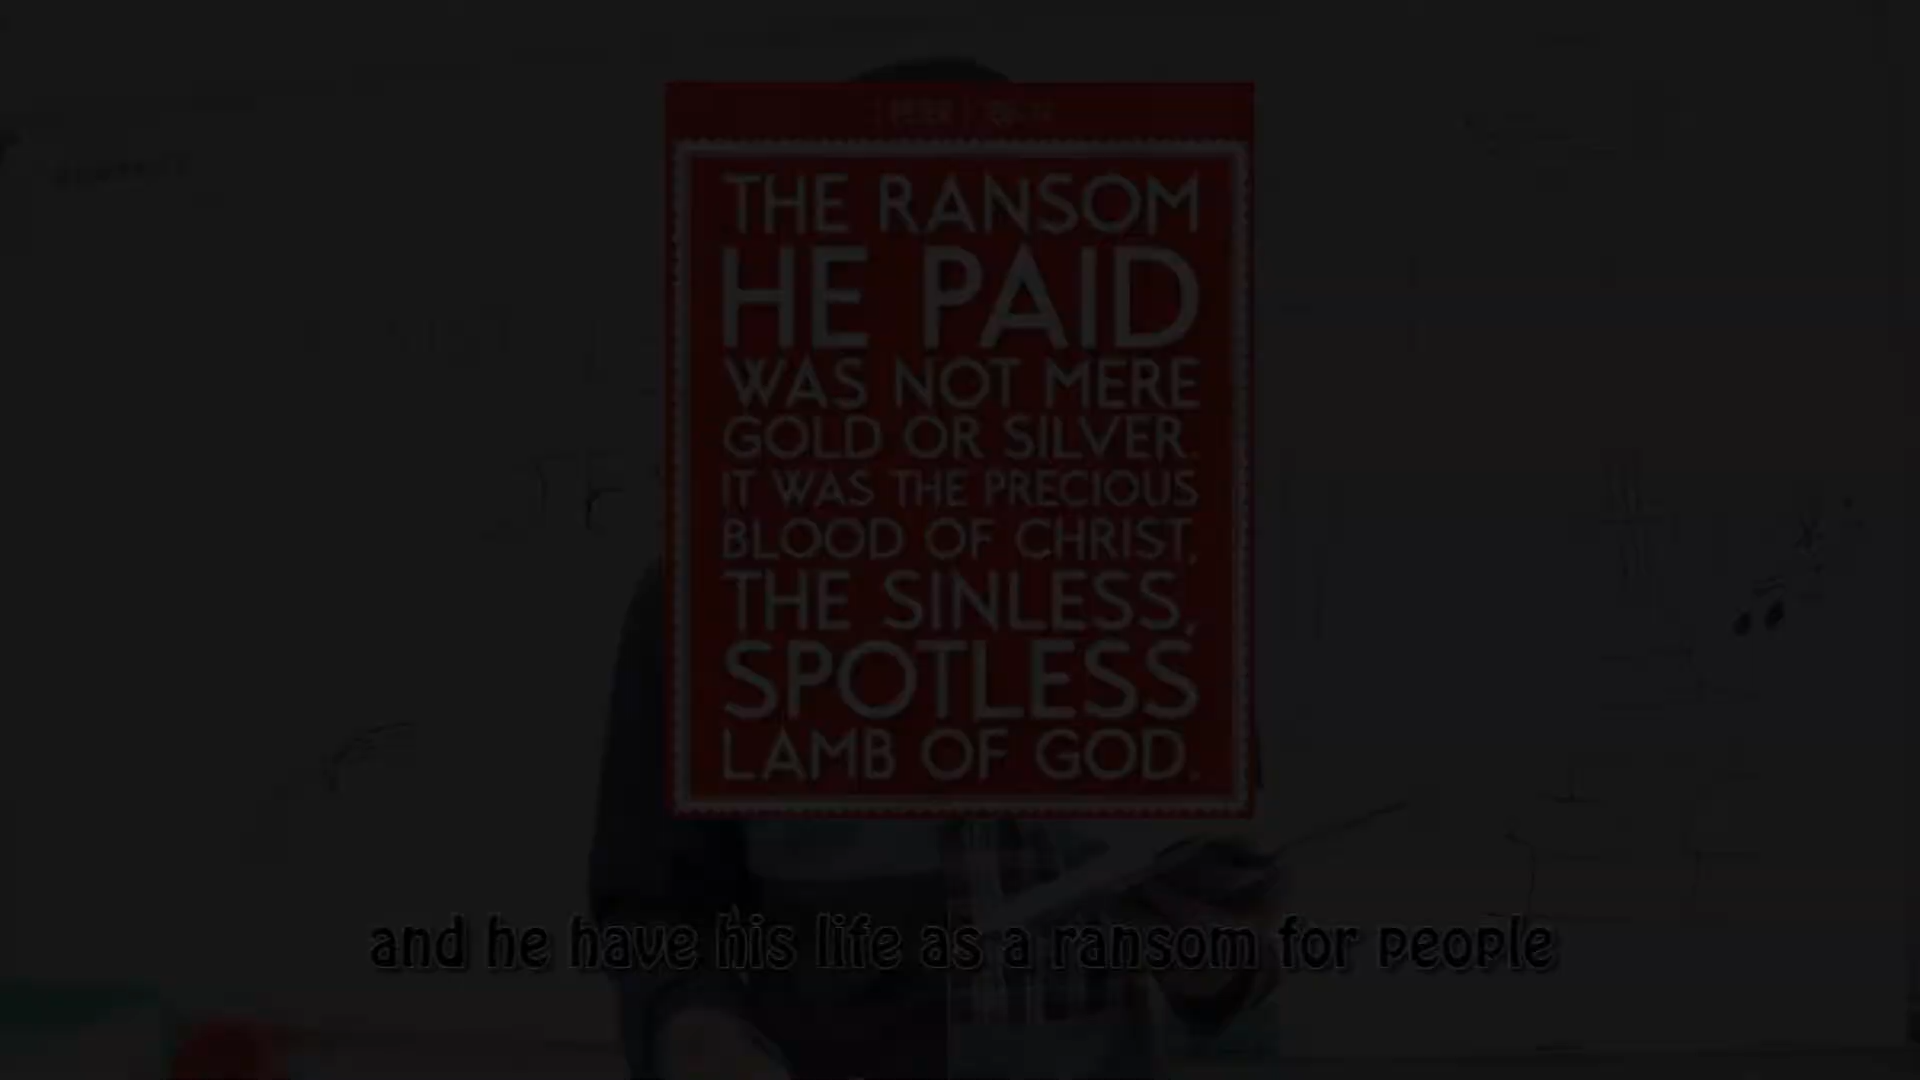 THE RANSOM
HE PAID
WAS NOT MERE
GOLD OR SILVER.
IT WAS THE PRECIOUS
BLOOD OF CHRIST,
THE SINLESS,
SPOTLESS
LAMB OF GOD.
and he have his life as a ransom for people